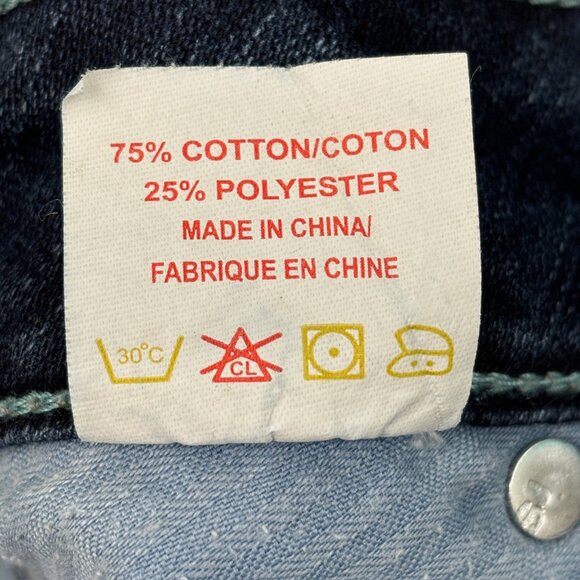 75% COTTON/COTON
25% POLYESTER
MADE IN CHINA/
FABRIQUE EN CHINE
30°C
CL